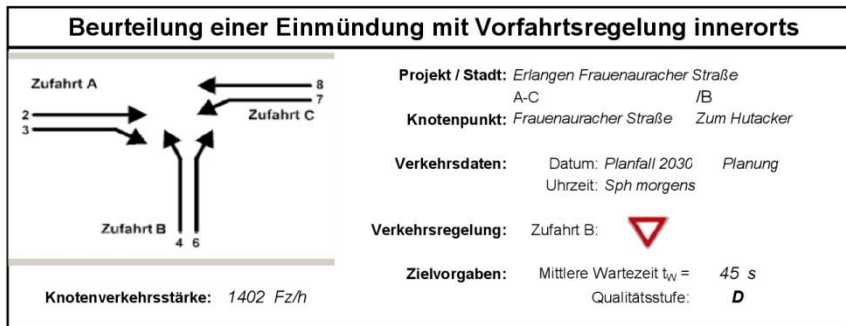 Beurteilung einer Einmündung mit Vorfahrtsregelung innerorts
Zufahrt A
8
7
Zufahrt C
2
3
Zufahrt B
4 6
Knotenverkehrsstärke: 1402 Fz/h
Projekt / Stadt: Erlangen Frauenauracher Straße
A-C /B
Knotenpunkt: Frauenauracher Straße Zum Hutacker
Verkehrsdaten: Datum: Planfall 2030 Planung
Uhrzeit: Sph morgens
Verkehrsregelung: Zufahrt B:
Zielvorgaben: Mittlere Wartezeit tW = 45 s
Qualitätsstufe: D